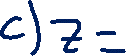 c) z =